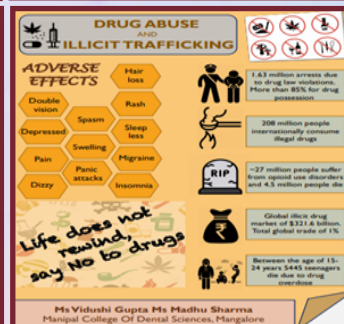 DRUG ABUSE
AND
ILLICIT TRAFFICKING
ADVERSE
EFFECTS
Hair
loss
Double
vision
Rash
Spasm
Depressed
Sleep
less
Swelling
Pain
Migraine
Panic
attacks
Dizzy
Insomnia
Life does not
rewind,
say No to drugs
1.63 million arrests due
to drug law violations.
More than 85% for drug
possession
208 million people
internationally consume
illegal drugs
RIP
~27 million people suffer
from opioid use disorders
and 4.5 million people die
Global illicit drug
market of $321.6 billion.
Total global trade of 1%
Between the age of 15-
24 years 5445 teenagers
die due to drug
overdose
Ms Vidushi Gupta Ms Madhu Sharma
Manipal College Of Dental Sciences, Mangalore